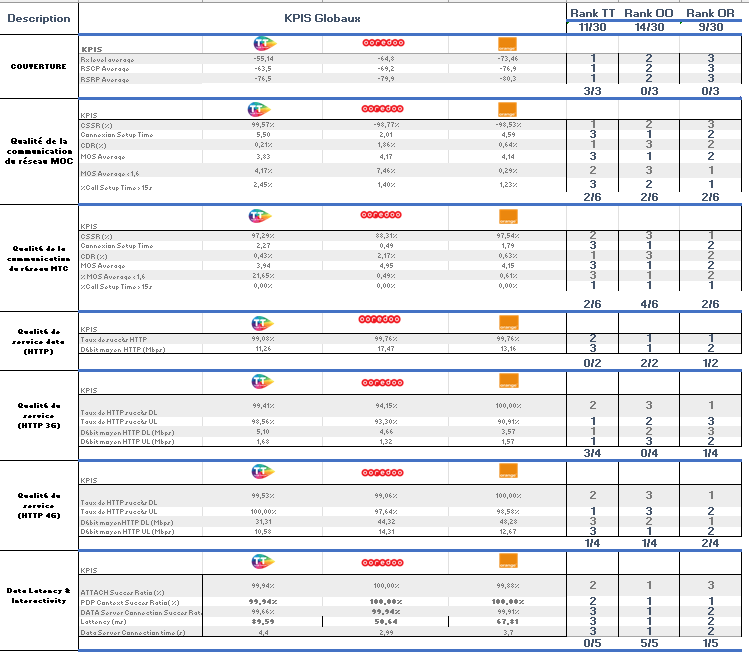 Description KPIS Globaux Rank TT Rank OO Rank OR
11/30 14/30 9/30
COUVERTURE
KPIS TT ooredoo orange
Rx level average -55,14 -64,8 -73,46 1 2 3
RSCP Average -63,5 -69,2 -76,9 1 2 3
RSRP Average -76,5 -79,9 -80,3 1 2 3
3/3 0/3 0/3
Qualité de la
communication
du réseau MOC
KPIS TT ooredoo orange
CSSR (%) 99,57% -98,77% -98,53% 1 2 3
Connexion Setup Time 5,50 2,01 4,59 3 1 2
CDR(%) 0,21% 1,86% 0,64% 1 3 2
MOS Average 3,83 4,17 4,14 3 1 2
MOS Average <1,6 4,17% 7,46% 0,29% 2 3 1
%Call Setup Time > 15s 2,45% 1,40% 1,23% 3 2 1
2/6 2/6 2/6
Qualité de la
communication
du réseau MTC
KPIS TT ooredoo orange
CSSR (%) 97,29% 88,31% 97,54% 2 3 1
Connexion Setup Time 2,27 0,49 1,79 3 1 2
CDR (%) 0,43% 2,17% 0,63% 1 3 2
MOS Average 3,94 4,95 4,15 3 1 2
% MOS Average <1,6 21,65% 0,49% 0,61% 3 1 2
%Call Setup Time > 15s 0,00% 0,00% 0,00% 1 1 1
2/6 4/6 2/6
Qualité de
service data
(HTTP)
KPIS TT ooredoo orange
Taux de succès HTTP 99,08% 99,76% 99,76% 2 1 1
Débit moyen HTTP (Mbps) 11,26 17,47 13,16 3 1 2
0/2 2/2 1/2
Qualité du
service
(HTTP 3G)
KPIS TT ooredoo orange
Taux de HTTP succès DL 99,41% 94,15% 100,00% 2 3 1
Taux de HTTP succès UL 98,56% 93,30% 90,91% 1 2 3
Débit moyen HTTP DL (Mbps) 5,10 4,66 3,57 1 2 3
Débit moyen HTTP UL (Mbps) 1,68 1,32 1,57 1 3 2
3/4 0/4 1/4
Qualité du
service
(HTTP 4G)
KPIS TT ooredoo orange
Taux de HTTP succès DL 99,53% 99,06% 100,00% 2 3 1
Taux de HTTP succès UL 100,00% 97,64% 98,58% 1 3 2
Débit moyen HTTP DL (Mbps) 31,31 44,32 48,28 3 2 1
Débit moyen HTTP UL (Mbps) 10,58 14,31 12,67 3 1 2
1/4 1/4 2/4
Data Latency &
Interactivity
KPIS TT ooredoo orange
ATTACH Succes Ratio (%) 99,94% 100,00% 99,88% 2 1 3
PDP Context Succes Ratio(%) 99,94% 100,00% 100,00% 2 1 1
DATA Server Connection Succes Rate 99,66% 99,94% 99,91% 3 1 2
Lattency (ms) 89,59 50,64 67,81 3 1 2
Data Server Connection time (s) 4,4 2,99 3,7 3 1 2
0/5 5/5 1/5